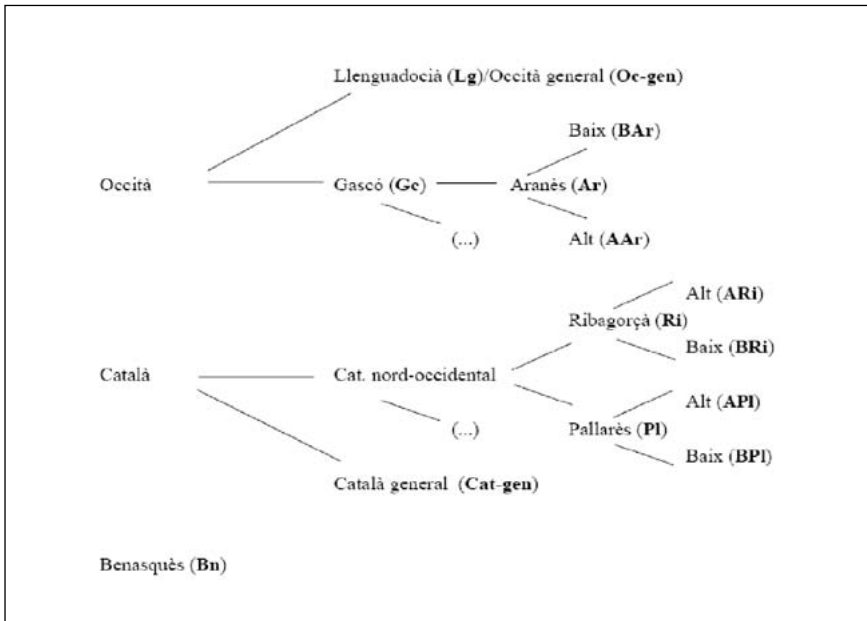 Llenguadocià (Lg)/Occità general (Oc-gen)
Baix (BAr)
Occità
Gascó (Gc)
Aranès (Ar)
(...)
Alt (AAr)
Alt (ARi)
Ribagorçà (Ri)
Baix (BRi)
Català
Cat. nord-occidental
Alt (APl)
(...)
Pallarès (Pl)
Baix (BPl)
Català general (Cat-gen)
Benasquès (Bn)